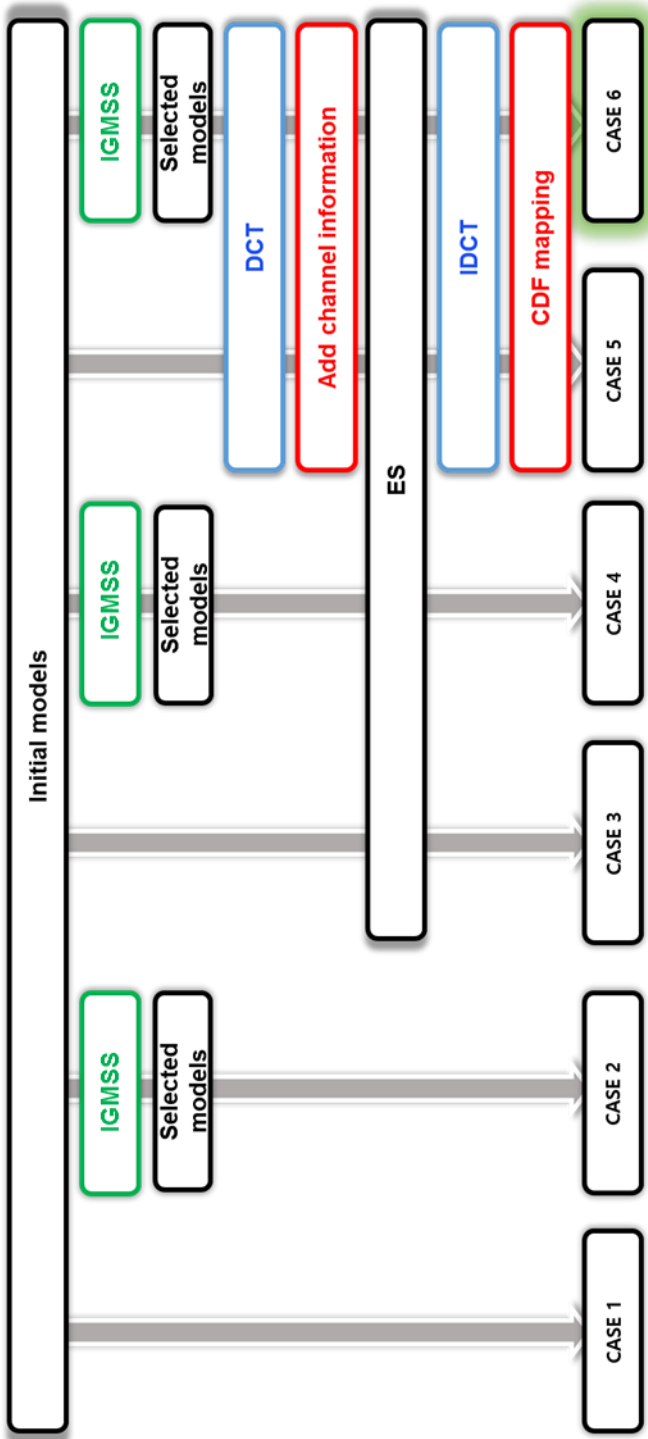 Initial models
IGMSS
IGMSS
IGMSS
Selected
models
Selected
models
Selected
models
DCT
Add channel information
ES
IDCT
CDF mapping
CASE 1
CASE 2
CASE 3
CASE 4
CASE 5
CASE 6